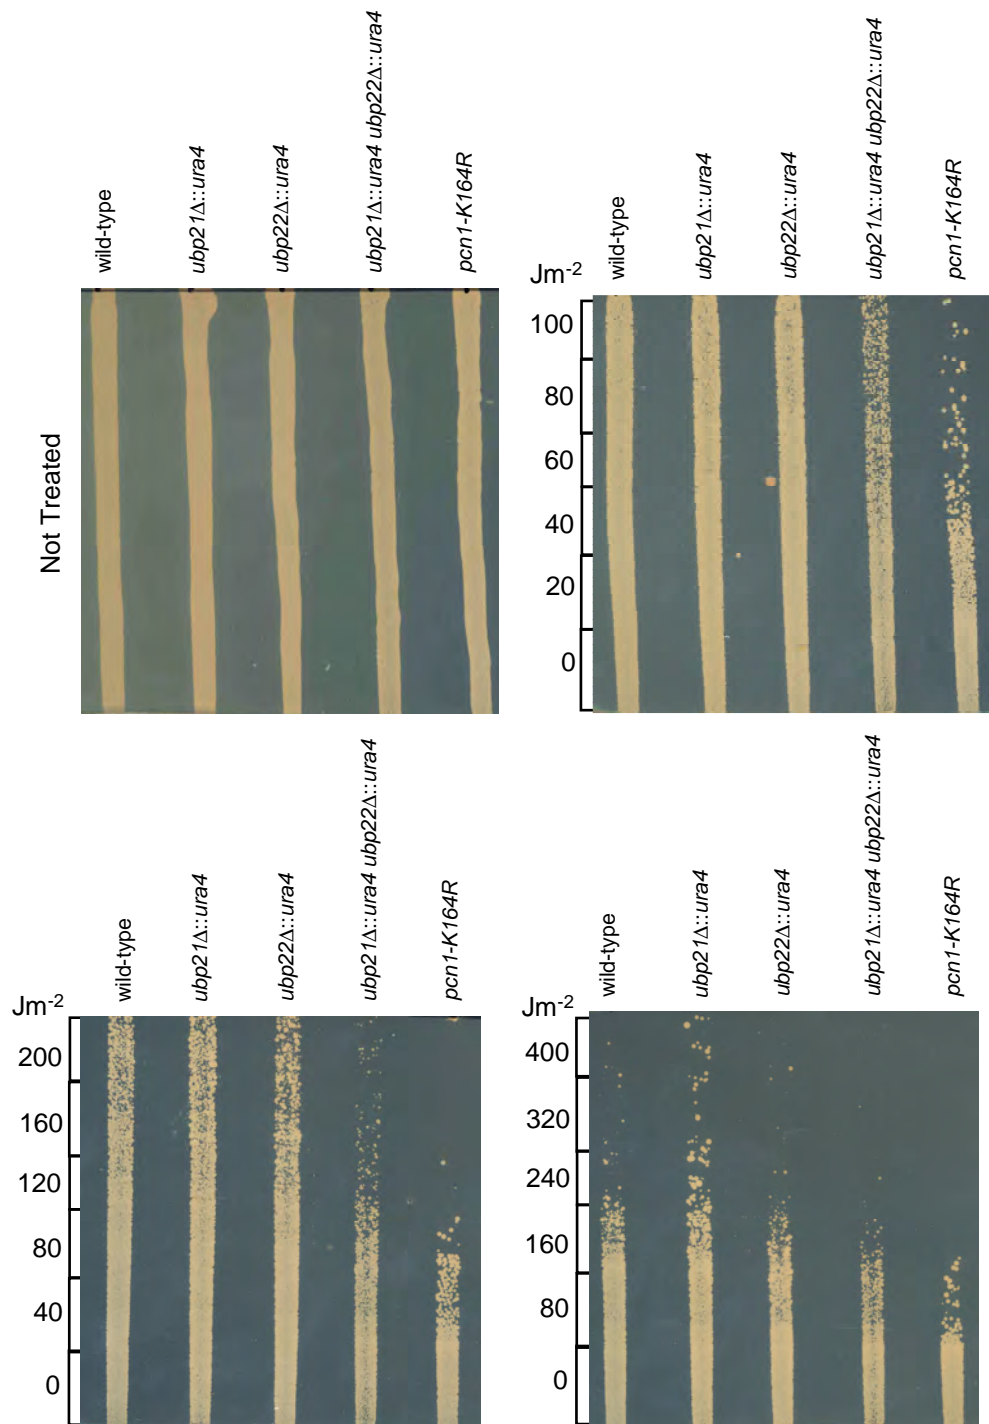 wild-type
ubp21Δ::ura4
ubp22Δ::ura4
ubp21Δ::ura4 ubp22Δ::ura4
pcn1-K164R
Not Treated
wild-type
ubp21Δ::ura4
ubp22Δ::ura4
ubp21Δ::ura4 ubp22Δ::ura4
pcn1-K164R
Jm-2
100
80
60
40
20
0
wild-type
ubp21Δ::ura4
ubp22Δ::ura4
ubp21Δ::ura4 ubp22Δ::ura4
pcn1-K164R
Jm-2
200
160
120
80
40
0
wild-type
ubp21Δ::ura4
ubp22Δ::ura4
ubp21Δ::ura4 ubp22Δ::ura4
pcn1-K164R
Jm-2
400
320
240
160
80
0